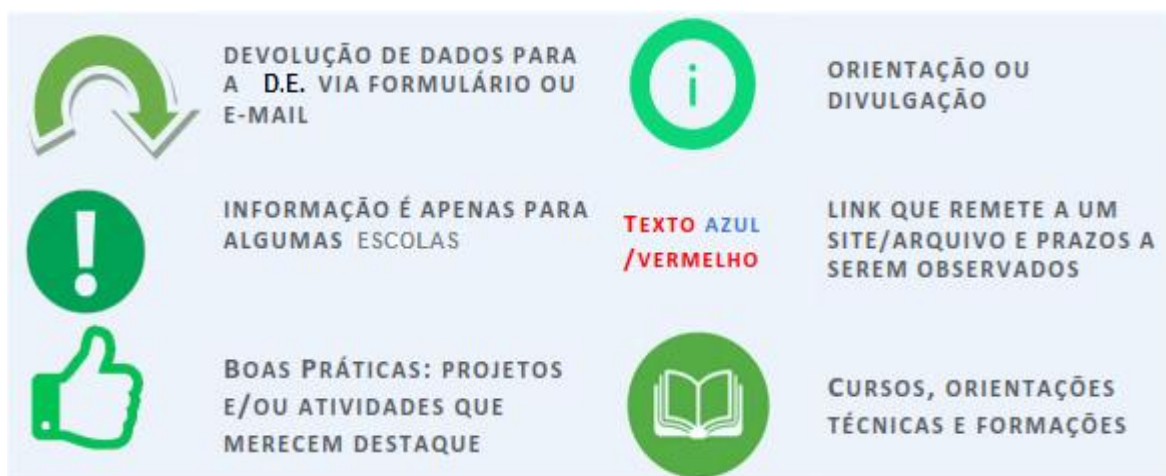 DEVOLUÇÃO DE DADOS PARA
A D.E. VIA FORMULÁRIO OU
E-MAIL
i
ORIENTAÇÃO OU
DIVULGAÇÃO
!
INFORMAÇÃO É APENAS PARA
ALGUMAS ESCOLAS
TEXTO AZUL
/VERMELHO
LINK QUE REMETE A UM
SITE/ARQUIVO E PRAZOS A
SEREM OBSERVADOS
BOAS PRÁTICAS: PROJETOS
E/OU ATIVIDADES QUE
MERECEM DESTAQUE
CURSOS, ORIENTAÇÕES
TÉCNICAS E FORMAÇÕES